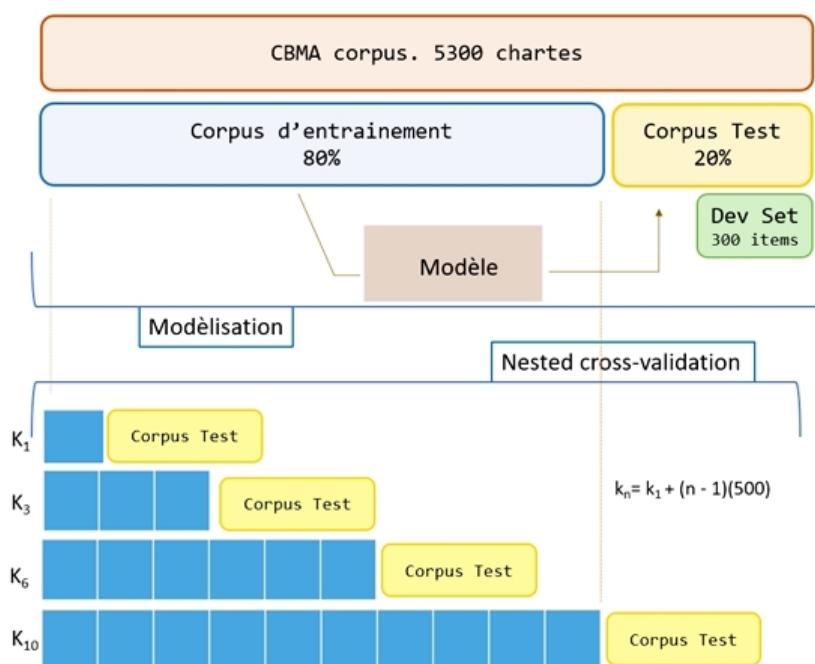 CBMA corpus. 5300 chartes
Corpus d'entrainement
80%
Corpus Test
20%
Dev Set
300 items
Modèle
Modèlisation
Nested cross-validation
K₁
Corpus Test
K₃
Corpus Test
kₙ= k₁ + (n - 1)(500)
K₆
Corpus Test
K₁₀
Corpus Test